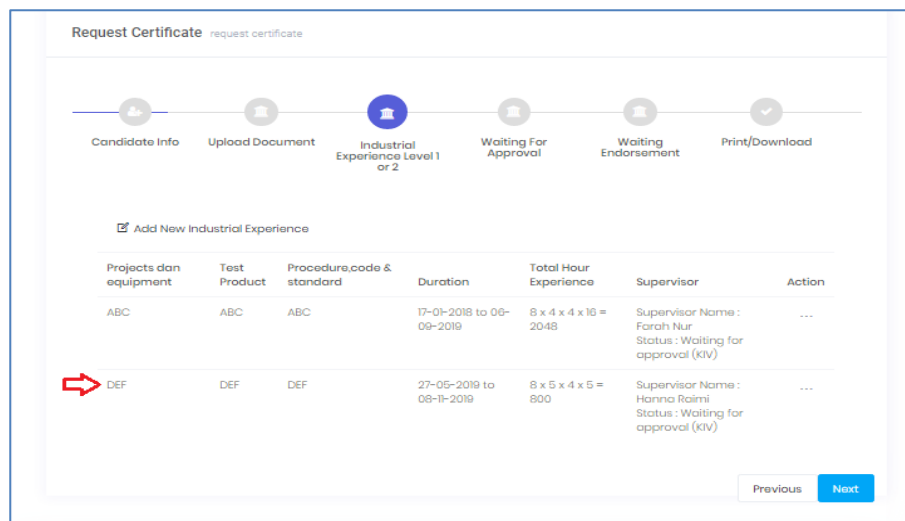 Request Certificate request certificate
Candidate Info
Upload Document
Industrial
Experience Level 1
or 2
Waiting For
Approval
Waiting
Endorsement
Print/Download
Add New Industrial Experience
Projects dan
equipment
Test
Product
Procedure,code &
standard
Duration
Total Hour
Experience
Supervisor
Action
ABC
ABC
ABC
17-01-2018 to 06-
09-2019
8 x 4 x 4 x 16 =
2048
Supervisor Name :
Farah Nur
Status : Waiting for
approval (KIV)
...
DEF
DEF
DEF
27-05-2019 to
08-11-2019
8 x 5 x 4 x 5 =
800
Supervisor Name :
Hanna Raimi
Status : Waiting for
approval (KIV)
...
Previous
Next